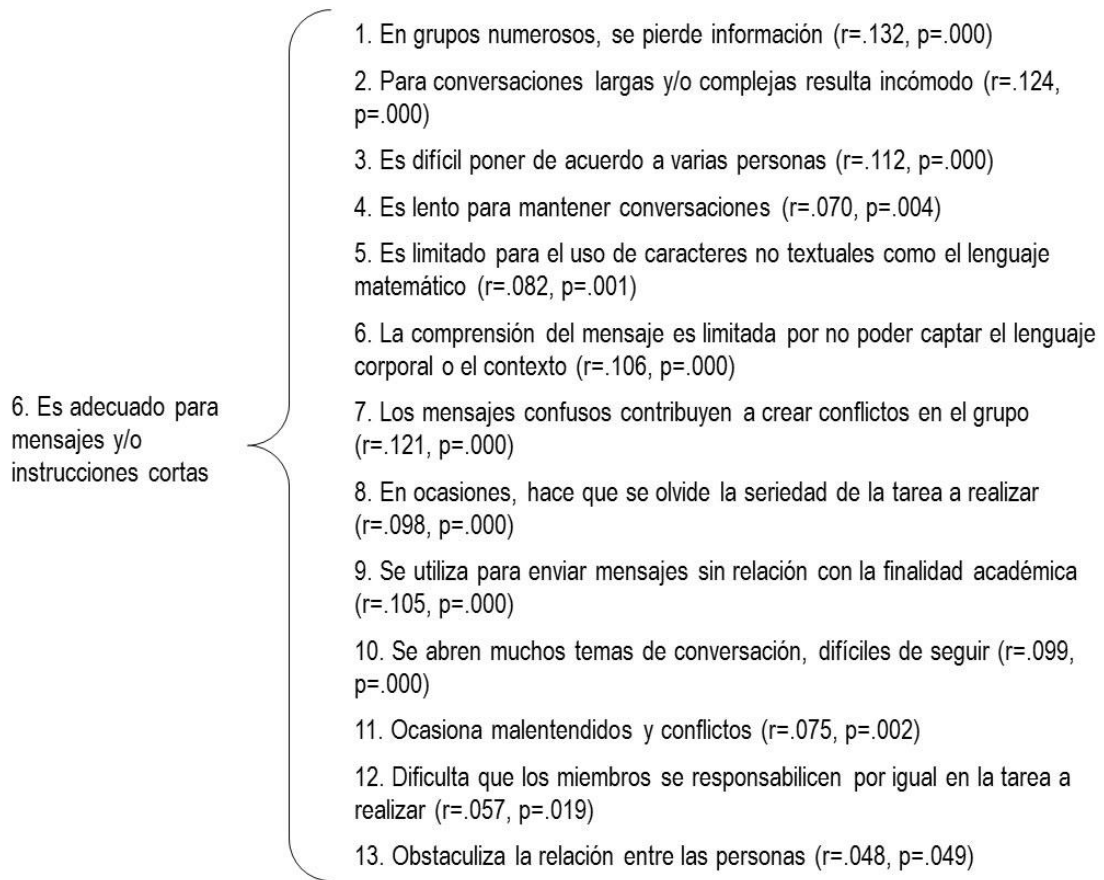 1. En grupos numerosos, se pierde información (r=.132, p=.000)
2. Para conversaciones largas y/o complejas resulta incómodo (r=.124,
p=.000)
3. Es difícil poner de acuerdo a varias personas (r=.112, p=.000)
4. Es lento para mantener conversaciones (r=.070, p=.004)
5. Es limitado para el uso de caracteres no textuales como el lenguaje
matemático (r=.082, p=.001)
6. La comprensión del mensaje es limitada por no poder captar el lenguaje
corporal o el contexto (r=.106, p=.000)
6. Es adecuado para
mensajes y/o
instrucciones cortas
7. Los mensajes confusos contribuyen a crear conflictos en el grupo
(r=.121, p=.000)
8. En ocasiones, hace que se olvide la seriedad de la tarea a realizar
(r=.098, p=.000)
9. Se utiliza para enviar mensajes sin relación con la finalidad académica
(r=.105, p=.000)
10. Se abren muchos temas de conversación, difíciles de seguir (r=.099,
p=.000)
11. Ocasiona malentendidos y conflictos (r=.075, p=.002)
12. Dificulta que los miembros se responsabilicen por igual en la tarea a
realizar (r=.057, p=.019)
13. Obstaculiza la relación entre las personas (r=.048, p=.049)